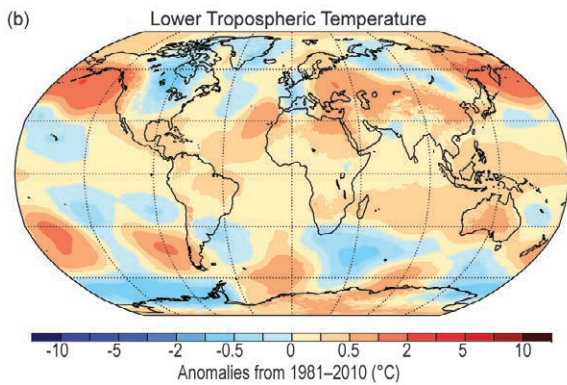 (b) Lower Tropospheric Temperature
-10 -5 -2 -0.5 0 0.5 2 5 10
Anomalies from 1981–2010 (°C)